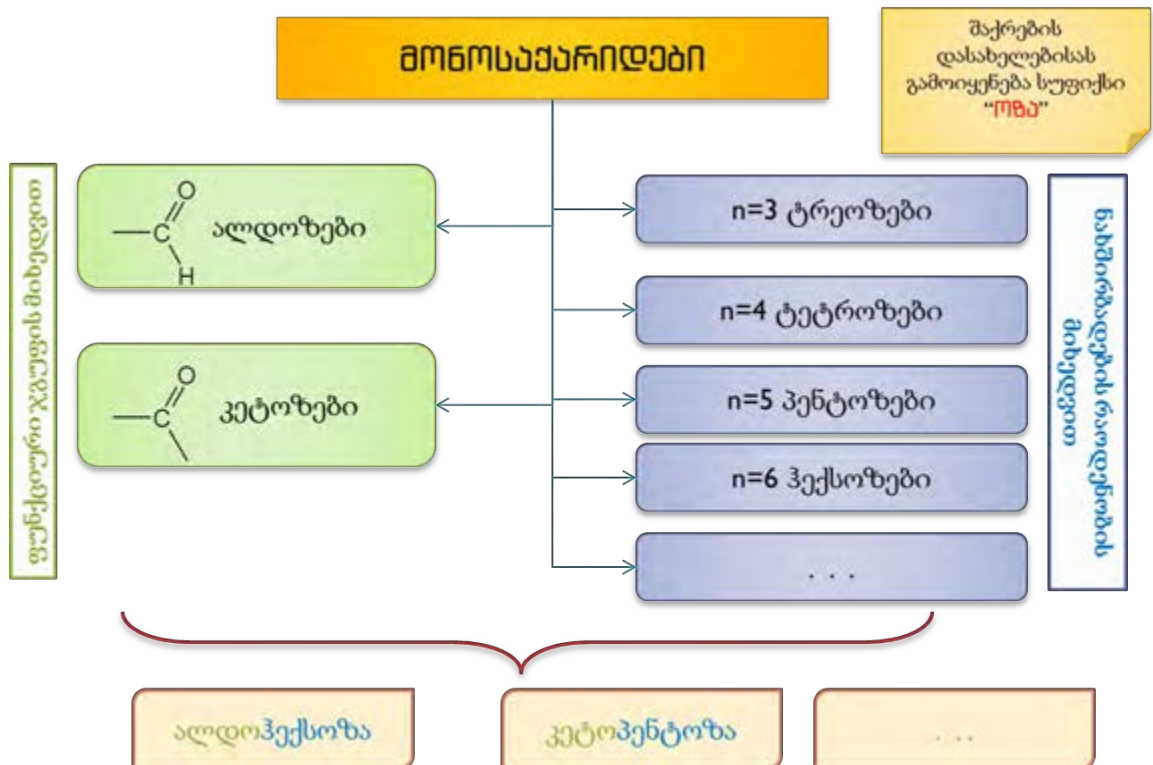 მონოსაქარიდები
შაქრების
დასახელებისას
გამოიყენება სუფიქსი
“ოზა”
ფუნქციური ჯგუფის მიხედვით
O
C
H
ალდოზები
O
C
კეტოზები
n=3 ტრეოზები
n=4 ტეტროზები
n=5 პენტოზები
n=6 ჰექსოზები
. . .
ნახშირბადების რაოდენობის
მიხედვით
ალდოჰექსოზა
კეტოპენტოზა
. . .